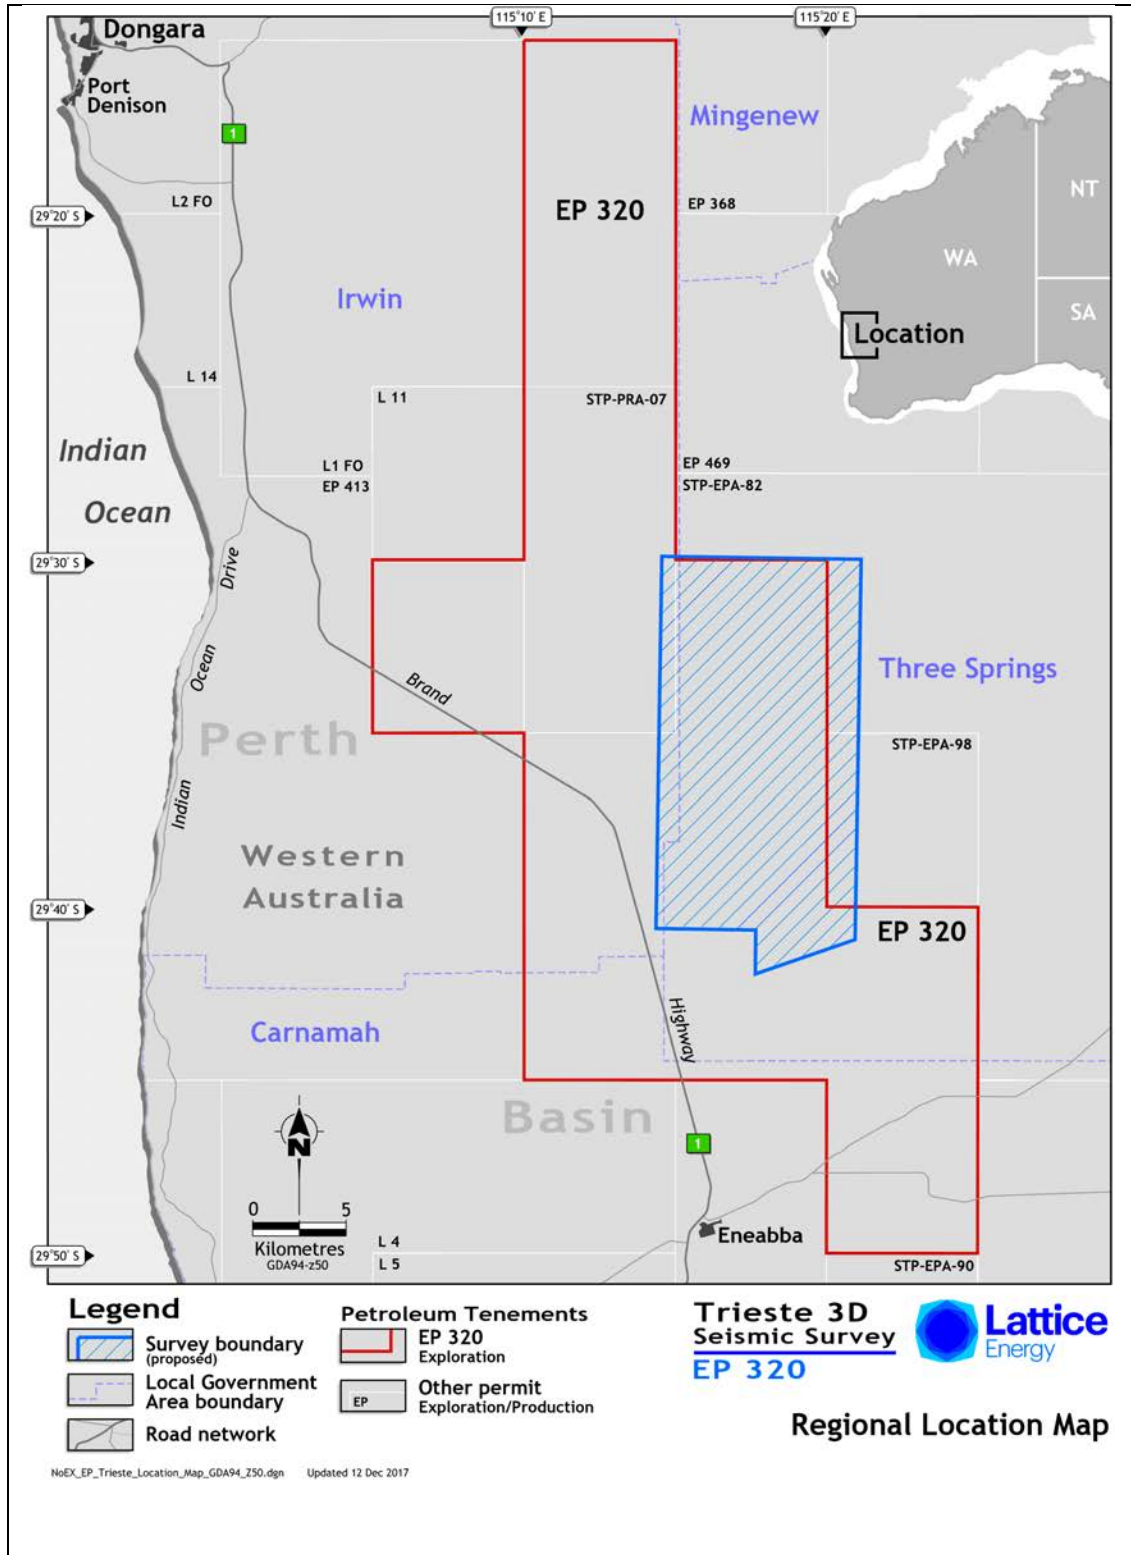 115°10' E
115°20' E
Dongara
Port
Denison
1
Mingenew
L2 FO
29°20' S
EP 320
EP 368
NT
WA
Irwin
SA
Location
L 14
L 11
STP-PRA-07
Indian
Ocean
L1 FO
EP 413
EP 469
STP-EPA-82
29°30' S
Drive
Ocean
Indian
Brand
Three Springs
Perth
STP-EPA-98
Western
Australia
29°40' S
EP 320
Highway
Carnamah
Basin
N
1
0 5
Kilometres
GDA94-z50
Eneabba
L 4
L 5
29°50' S
STP-EPA-90
Legend
Survey boundary
(proposed)
Local Government
Area boundary
Road network
Petroleum Tenements
EP 320
Exploration
EP
Other permit
Exploration/Production
Trieste 3D
Seismic Survey
EP 320
Lattice
Energy
Regional Location Map
NoEX_EP_Trieste_Location_Map_GDA94_Z50.dgn Updated 12 Dec 2017